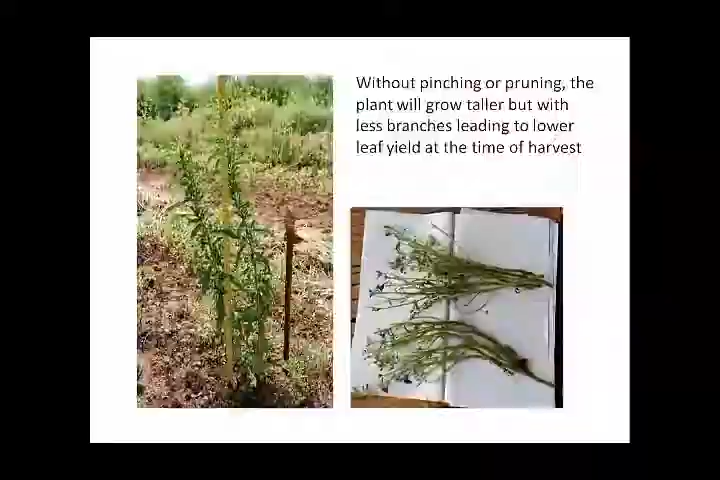 Without pinching or pruning, the
plant will grow taller but with
less branches leading to lower
leaf yield at the time of harvest